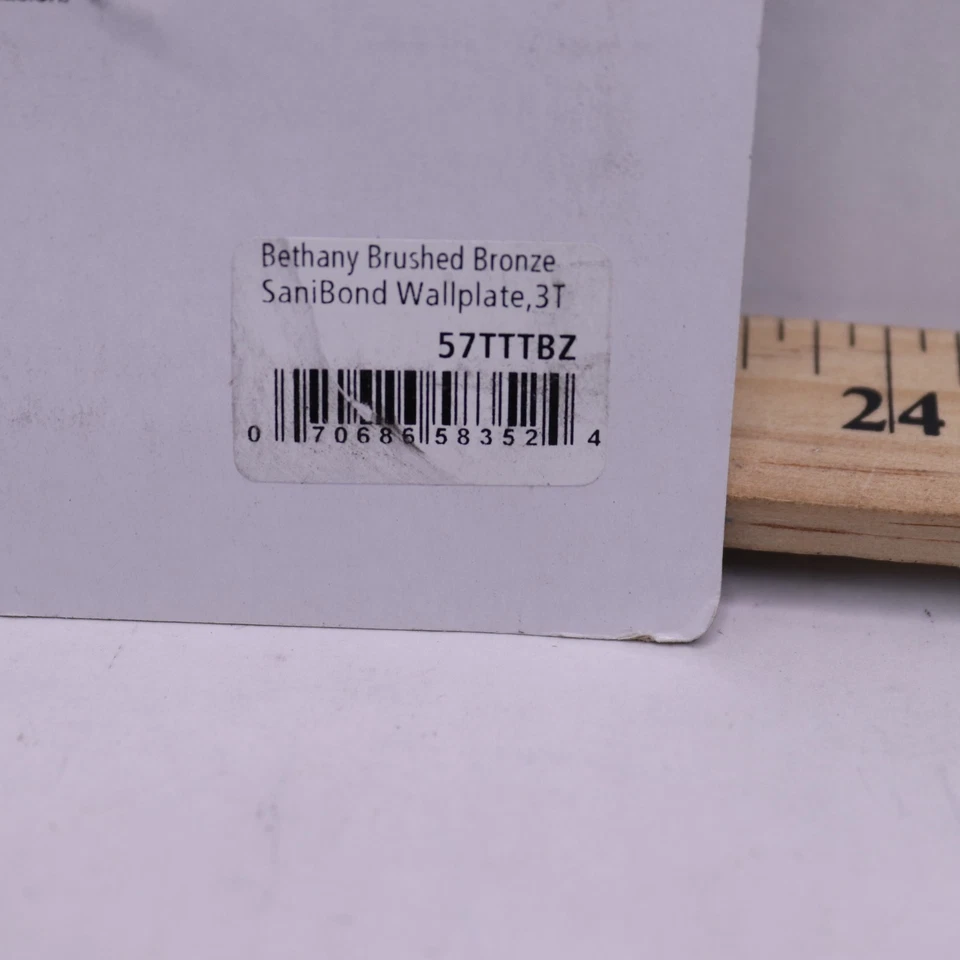 Bethany Brushed Bronze
SaniBond Wallplate,3T
57TTTBZ
0 70686 58352 4
24